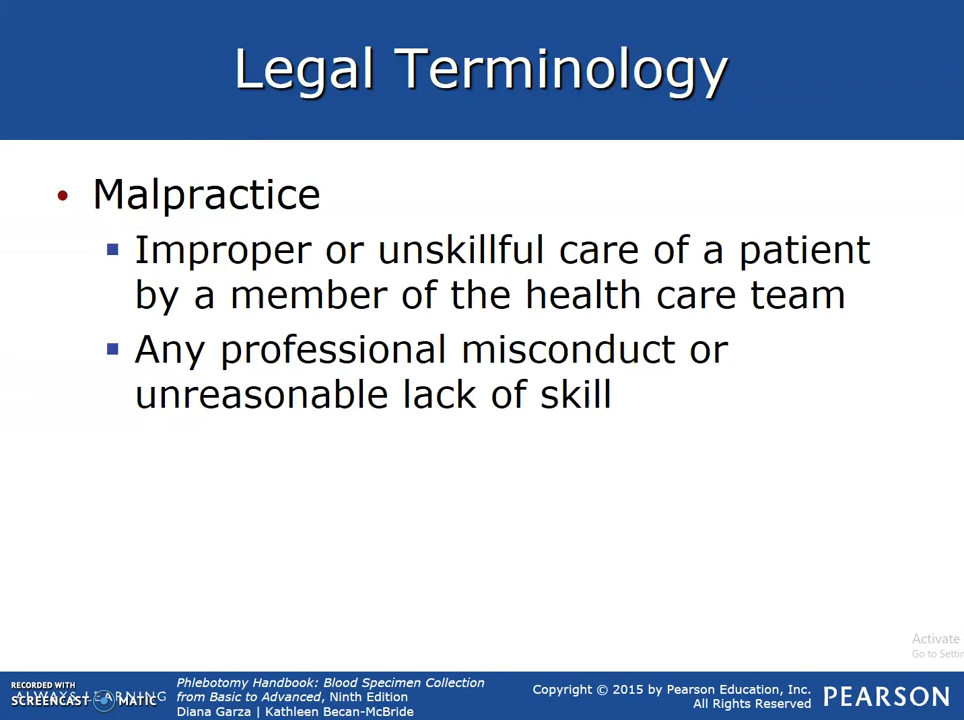 Legal Terminology
• Malpractice
▪ Improper or unskillful care of a patient
by a member of the health care team
▪ Any professional misconduct or
unreasonable lack of skill
Activate
Go to Settin
RECORDED WITH
SCREENCAST MATIC
ALWAYS LEARNING
Phlebotomy Handbook: Blood Specimen Collection
from Basic to Advanced, Ninth Edition
Diana Garza | Kathleen Becan-McBride
Copyright © 2015 by Pearson Education, Inc.
All Rights Reserved
PEARSON